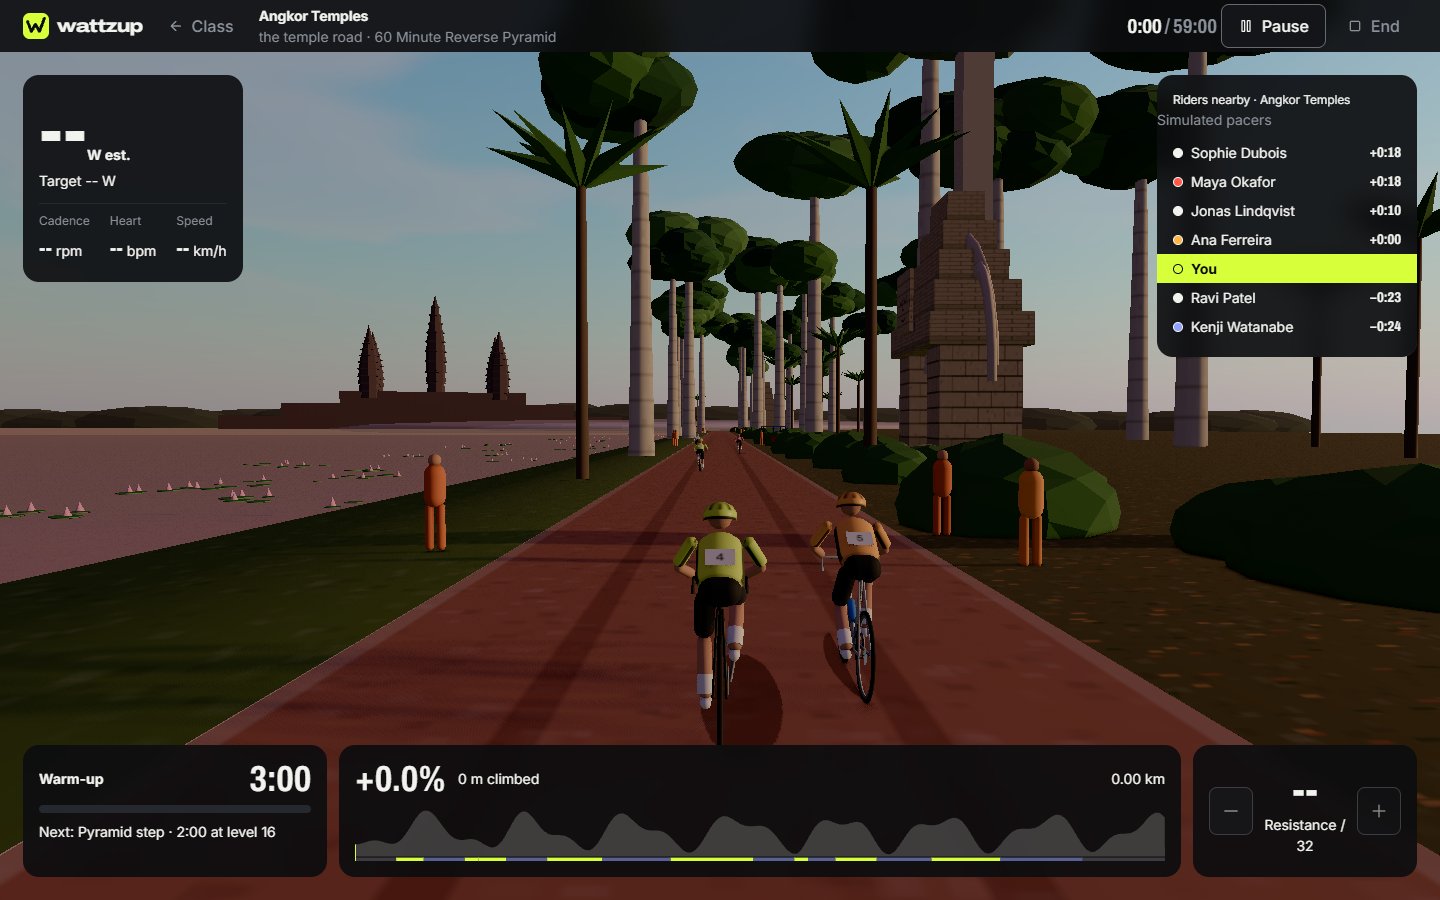 W wattzup
Class
Angkor Temples
the temple road · 60 Minute Reverse Pyramid
0:00 / 59:00
Pause
End
-- W est.
Target -- W
Cadence Heart Speed
-- rpm -- bpm -- km/h
Riders nearby · Angkor Temples
Simulated pacers
Sophie Dubois +0:18
Maya Okafor +0:18
Jonas Lindqvist +0:10
Ana Ferreira +0:00
You
Ravi Patel −0:23
Kenji Watanabe −0:24
4
5
Warm-up 3:00
Next: Pyramid step · 2:00 at level 16
+0.0% 0 m climbed 0.00 km
--
Resistance /
32